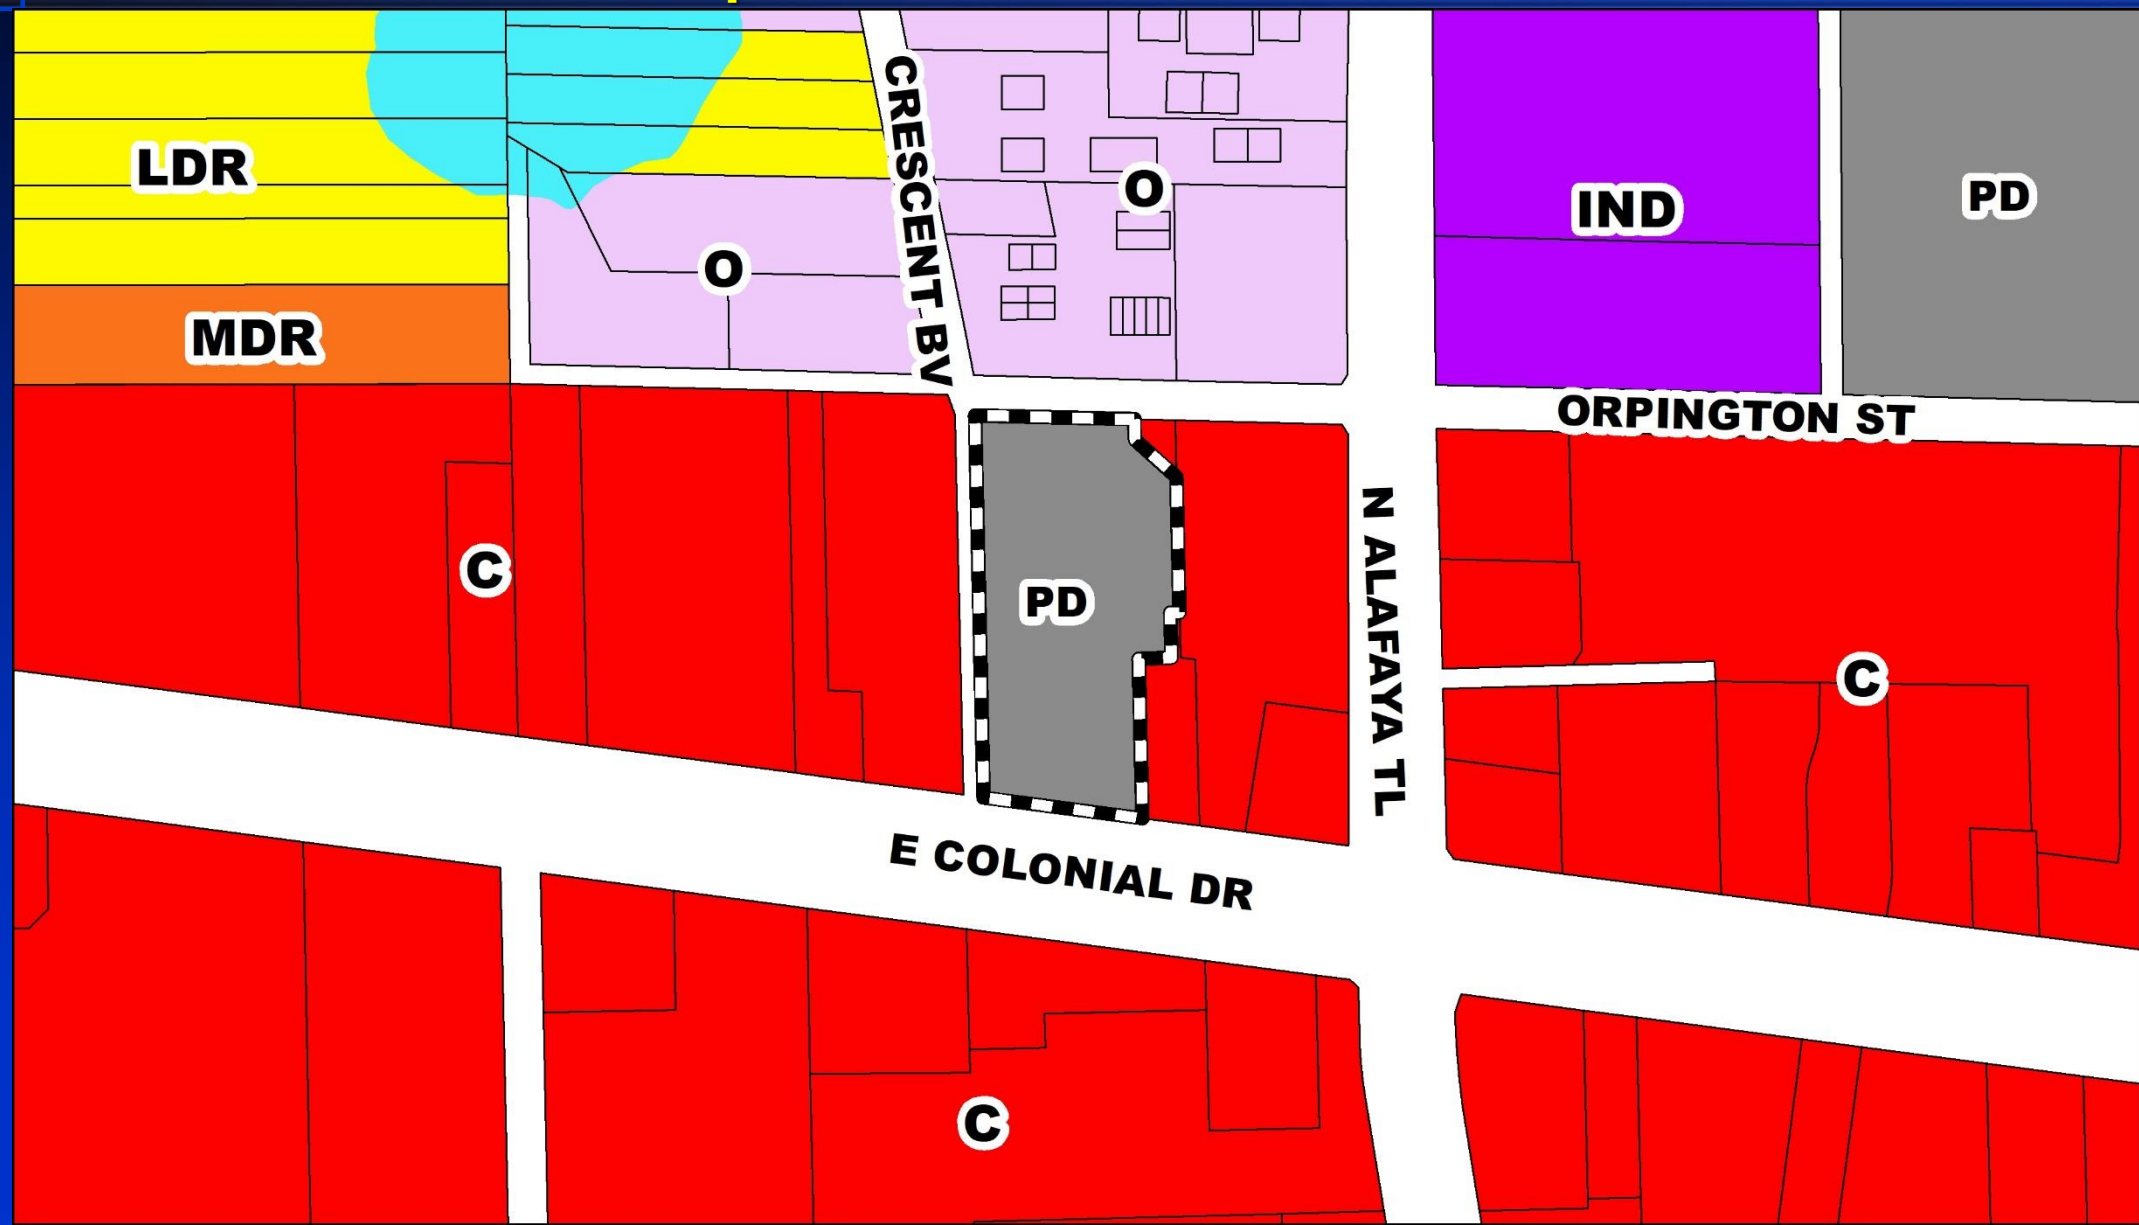 CRESCENT BV
LDR
O
IND
PD
O
MDR
ORPINGTON ST
C
PD
N ALAFAYA TL
C
E COLONIAL DR
C